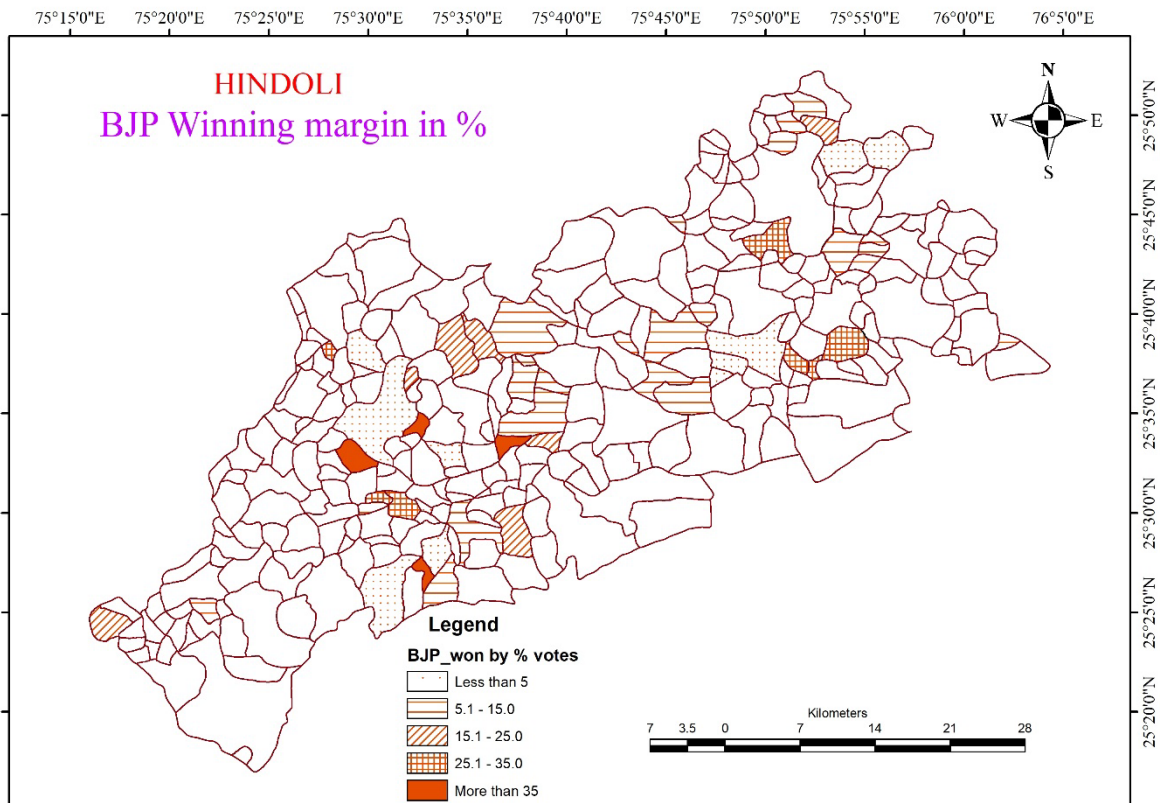 75°15'0"E 75°20'0"E 75°25'0"E 75°30'0"E 75°35'0"E 75°40'0"E 75°45'0"E 75°50'0"E 75°55'0"E 76°0'0"E 76°5'0"E
HINDOLI
BJP Winning margin in %
N
W E
S
25°50'0"N
25°45'0"N
25°40'0"N
25°35'0"N
25°30'0"N
25°25'0"N
25°20'0"N
Legend
BJP_won by % votes
Less than 5
5.1 - 15.0
15.1 - 25.0
25.1 - 35.0
More than 35
Kilometers
7 3.5 0 7 14 21 28